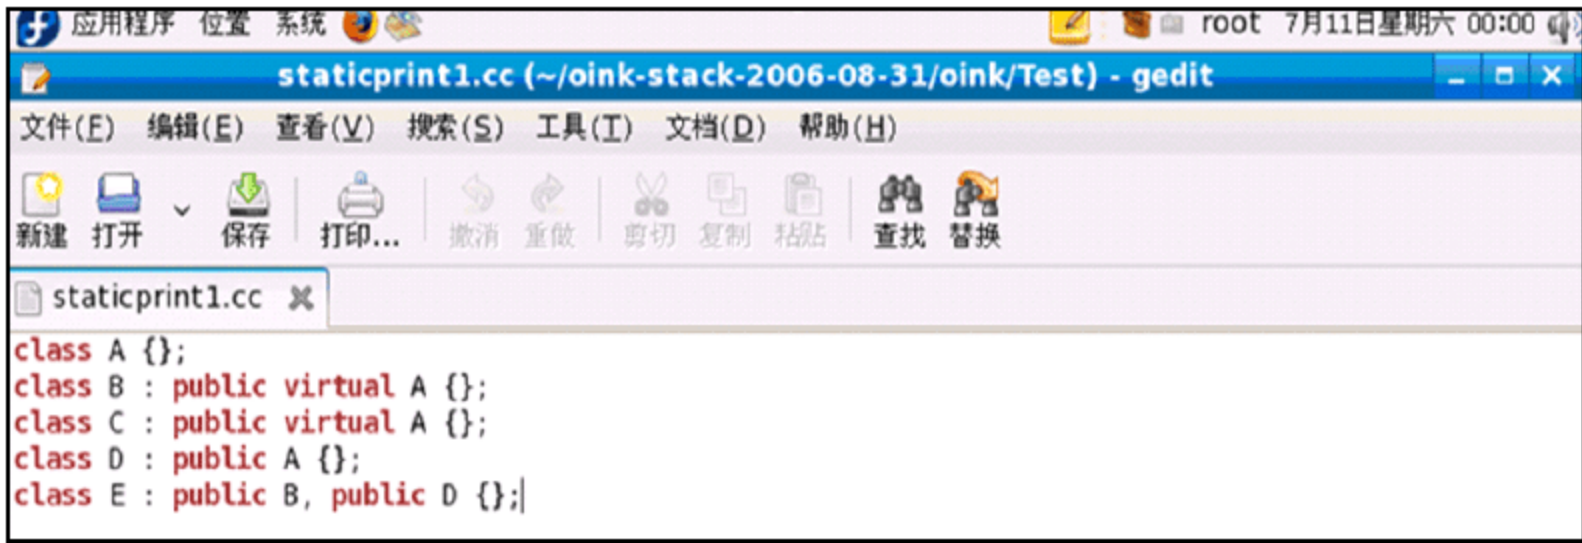 应用程序 位置 系统 root 7月11日星期六 00:00
staticprint1.cc (~/oink-stack-2006-08-31/oink/Test) - gedit
文件(F) 编辑(E) 查看(V) 搜索(S) 工具(T) 文档(D) 帮助(H)
新建 打开 保存 打印... 撤消 重做 剪切 复制 粘贴 查找 替换
staticprint1.cc
class A {};
class B : public virtual A {};
class C : public virtual A {};
class D : public A {};
class E : public B, public D {};